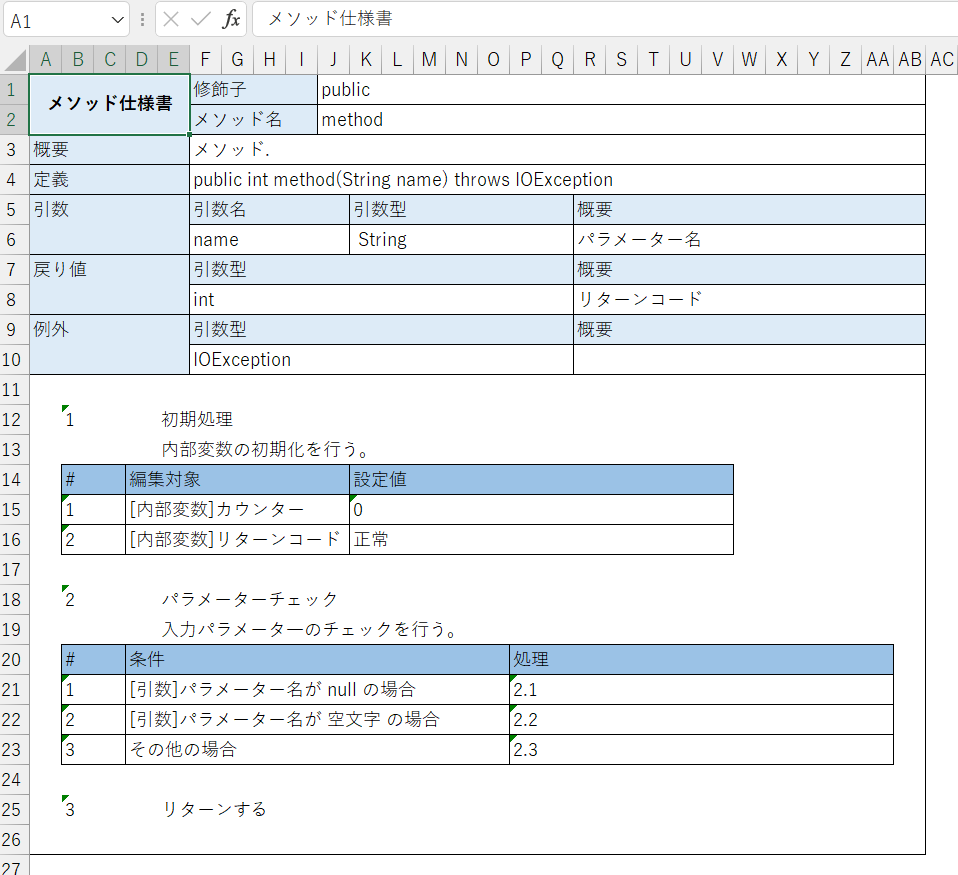 A1 fx メソッド仕様書
A B C D E F G H I J K L M N O P Q R S T U V W X Y Z AA AB AC
1 メソッド仕様書 修飾子 public
2 メソッド名 method
3 概要 メソッド.
4 定義 public int method(String name) throws IOException
5 引数 引数名 引数型 概要
6 name String パラメーター名
7 戻り値 引数型 概要
8 int リターンコード
9 例外 引数型 概要
10 IOException
11
12 1 初期処理
13 内部変数の初期化を行う。
14 # 編集対象 設定値
15 1 [内部変数]カウンター 0
16 2 [内部変数]リターンコード 正常
17
18 2 パラメーターチェック
19 入力パラメーターのチェックを行う。
20 # 条件 処理
21 1 [引数]パラメーター名が null の場合 2.1
22 2 [引数]パラメーター名が 空文字 の場合 2.2
23 3 その他の場合 2.3
24
25 3 リターンする
26
27